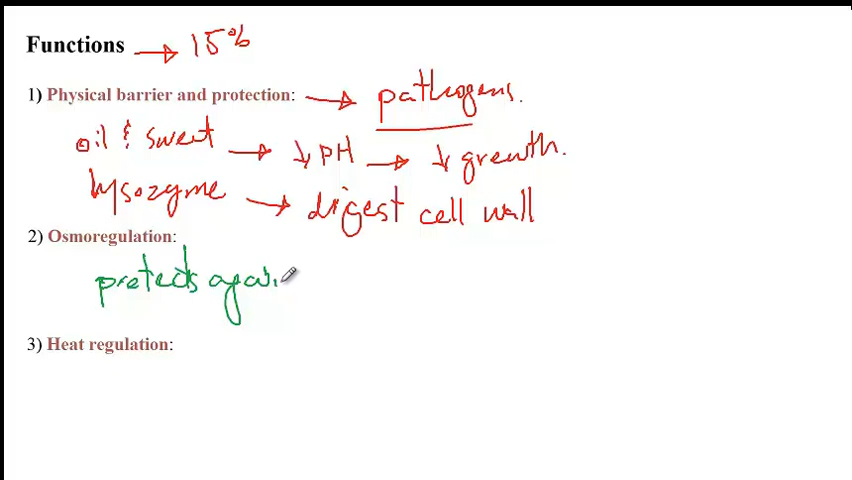 Functions → 15%
1) Physical barrier and protection: → pathogens.
oil & sweat → ↓ PH → ↓ growth.
lysozyme → digest cell wall
2) Osmoregulation:
protects agai
3) Heat regulation: